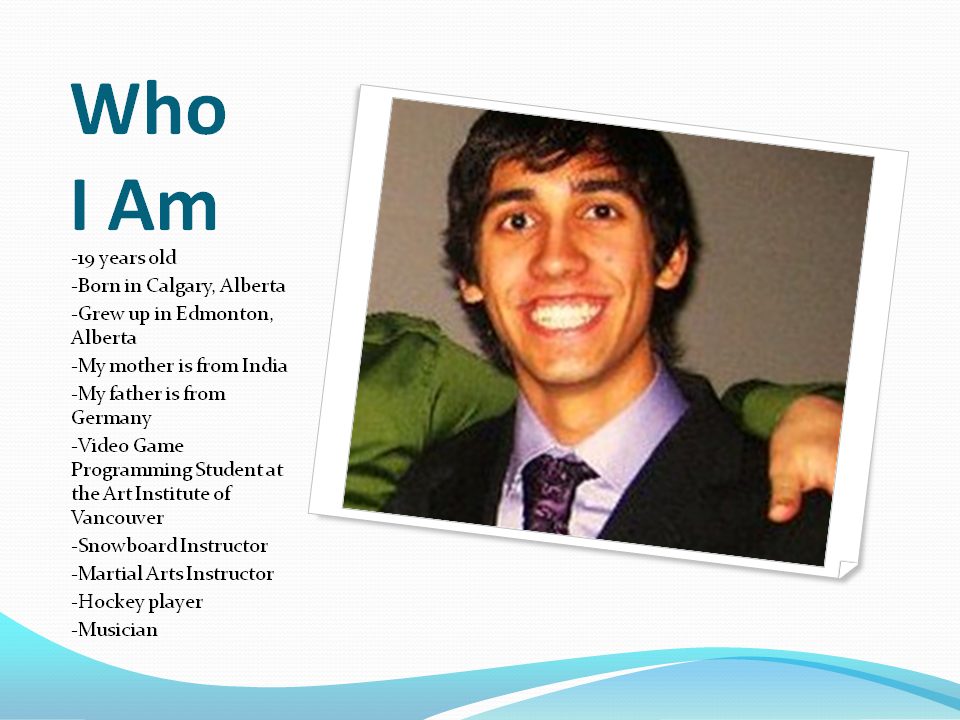 Who
I Am
-19 years old
-Born in Calgary, Alberta
-Grew up in Edmonton,
Alberta
-My mother is from India
-My father is from
Germany
-Video Game
Programming Student at
the Art Institute of
Vancouver
-Snowboard Instructor
-Martial Arts Instructor
-Hockey player
-Musician